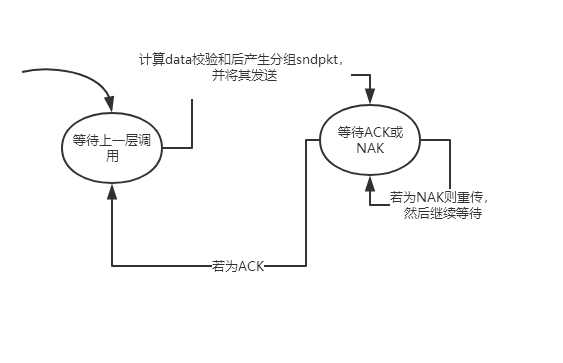 计算data校验和后产生分组sndpkt，
并将其发送
等待上一层调
用
等待ACK或
NAK
若为NAK则重传，
然后继续等待
若为ACK